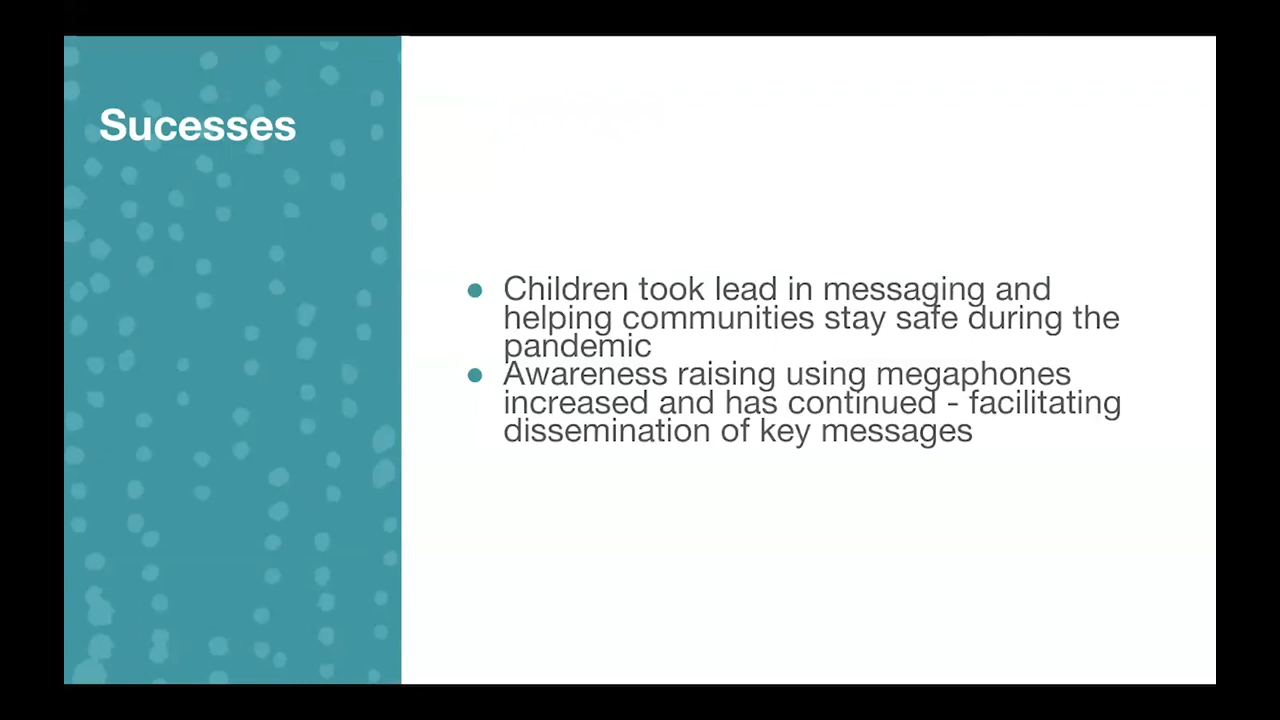 Sucesses
● Children took lead in messaging and
helping communities stay safe during the
pandemic
● Awareness raising using megaphones
increased and has continued - facilitating
dissemination of key messages